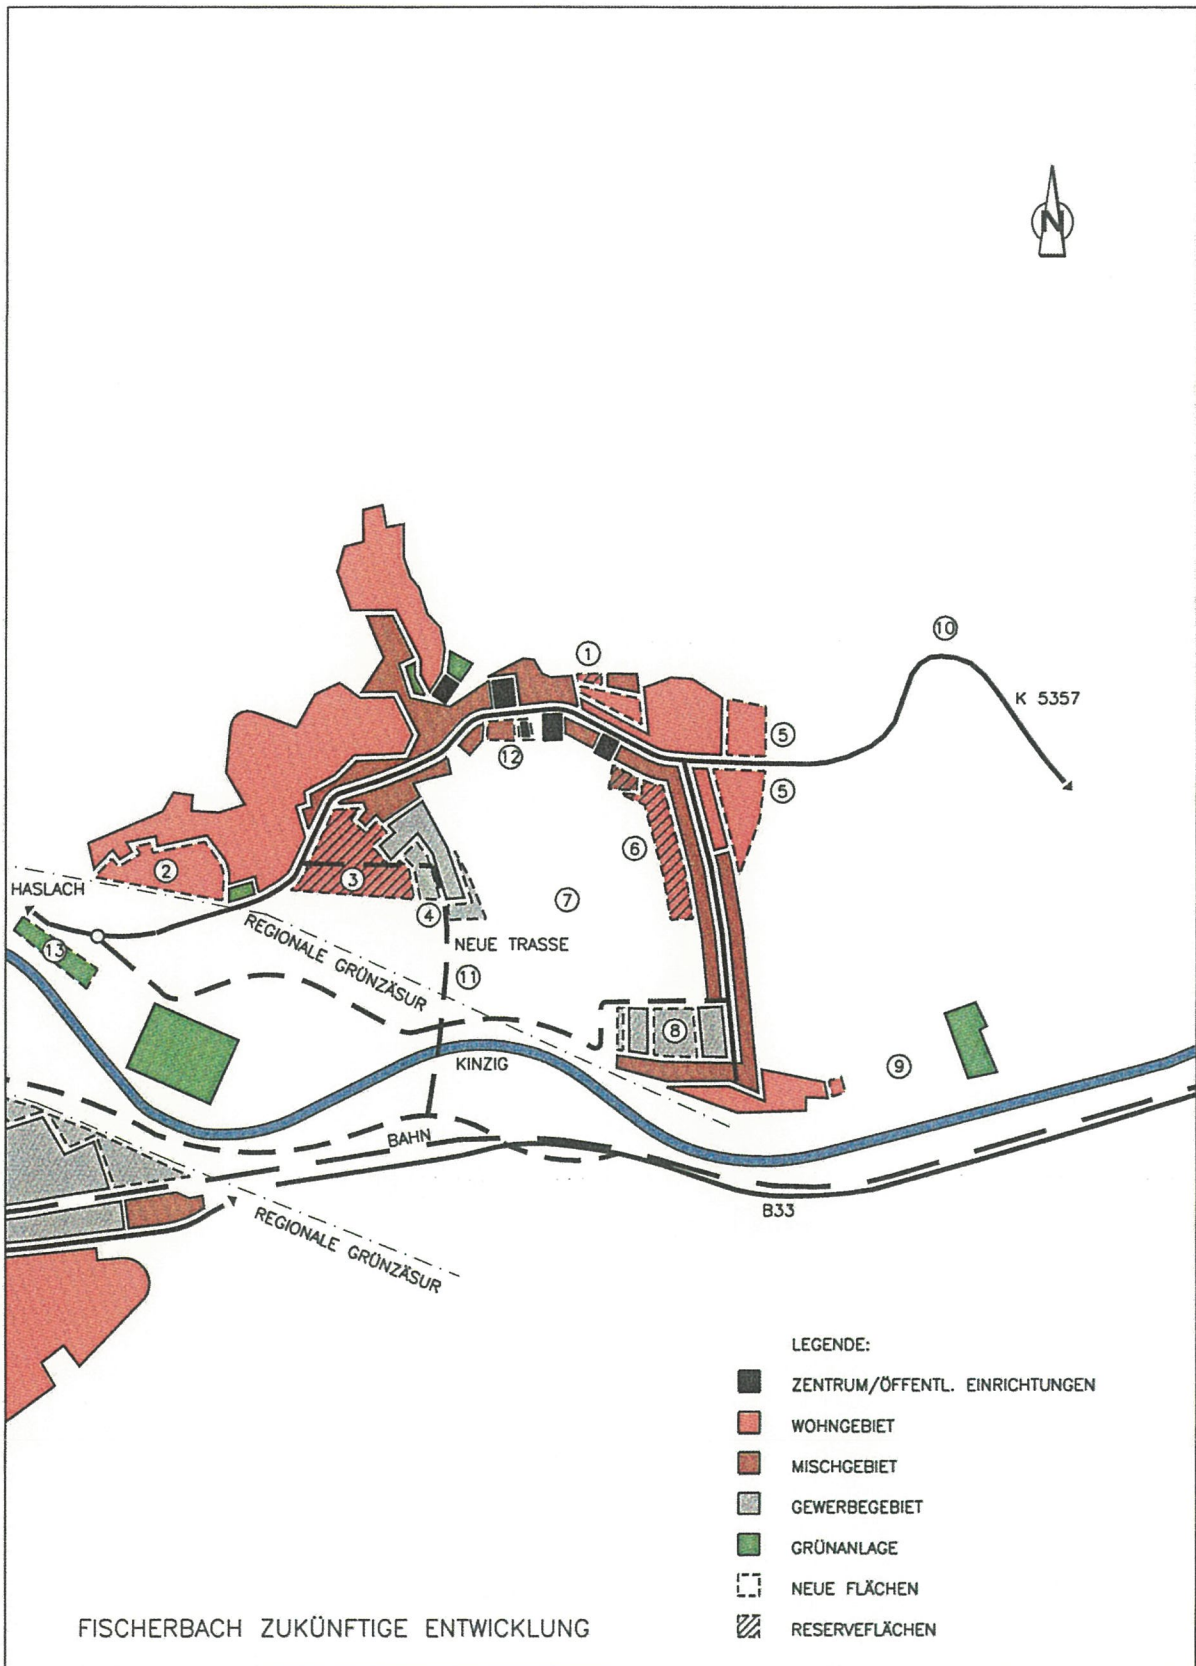 N
10
1
K 5357
5
12
5
6
2
HASLACH
3
7
4
13
REGIONALE GRÜNZÄSUR
NEUE TRASSE
11
8
KINZIG
9
BAHN
B33
REGIONALE GRÜNZÄSUR
LEGENDE:
ZENTRUM/ÖFFENTL. EINRICHTUNGEN
WOHNGEBIET
MISCHGEBIET
GEWERBEGEBIET
GRÜNANLAGE
NEUE FLÄCHEN
RESERVEFLÄCHEN
FISCHERBACH ZUKÜNFTIGE ENTWICKLUNG